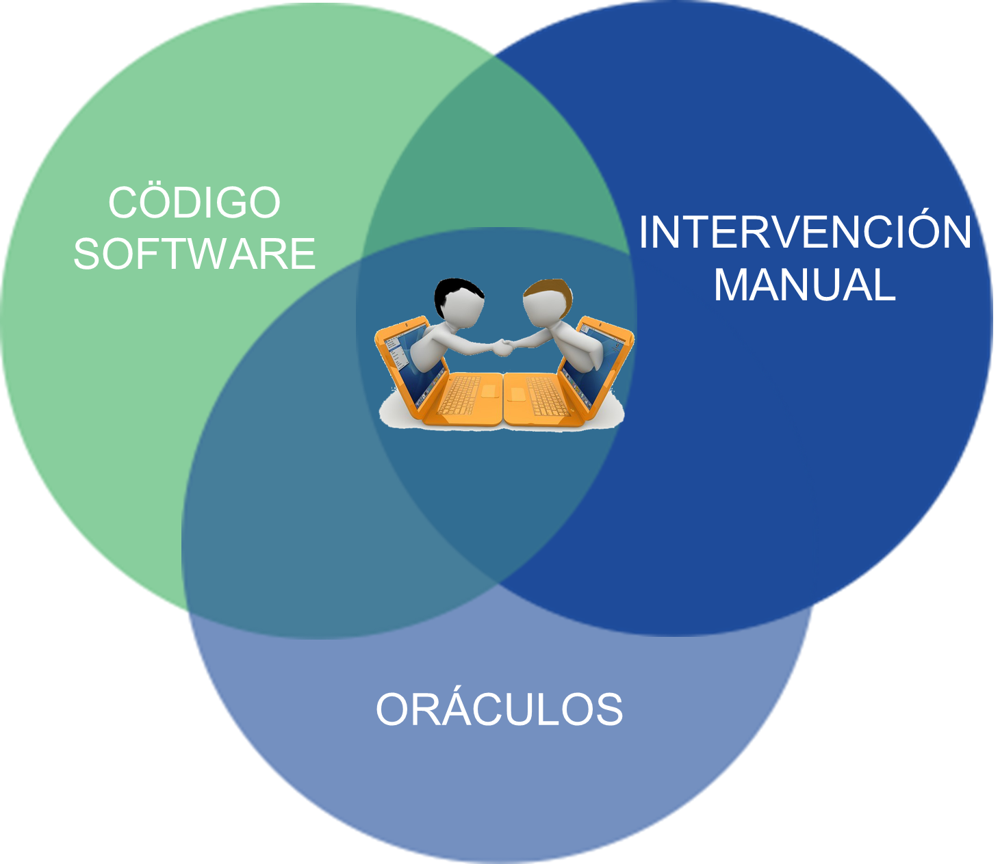 CÖDIGO
SOFTWARE
INTERVENCIÓN
MANUAL
ORÁCULOS